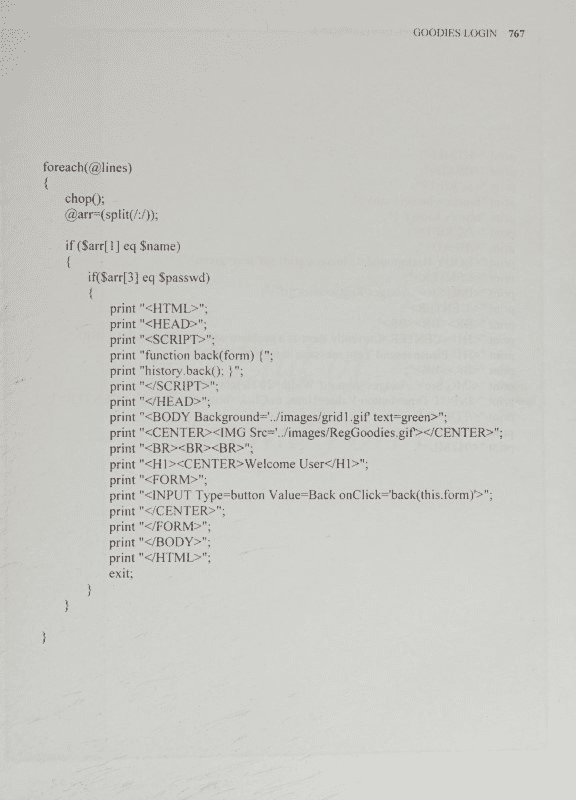 GOODIES LOGIN 767
foreach(@lines)
{
chop();
@arr=(split(/:/));
if ($arr[1] eq $name)
{
if($arr[3] eq $passwd)
{
print "<HTML>";
print "<HEAD>";
print "<SCRIPT>";
print "function back(form) {";
print "history.back(); }";
print "</SCRIPT>";
print "</HEAD>";
print "<BODY Background='../images/grid1.gif' text=green>";
print "<CENTER><IMG Src='../images/RegGoodies.gif'></CENTER>";
print "<BR><BR><BR>";
print "<H1><CENTER>Welcome User</H1>";
print "<FORM>";
print "<INPUT Type=button Value=Back onClick='back(this.form)'>";
print "</CENTER>";
print "</FORM>";
print "</BODY>";
print "</HTML>";
exit;
}
}
}